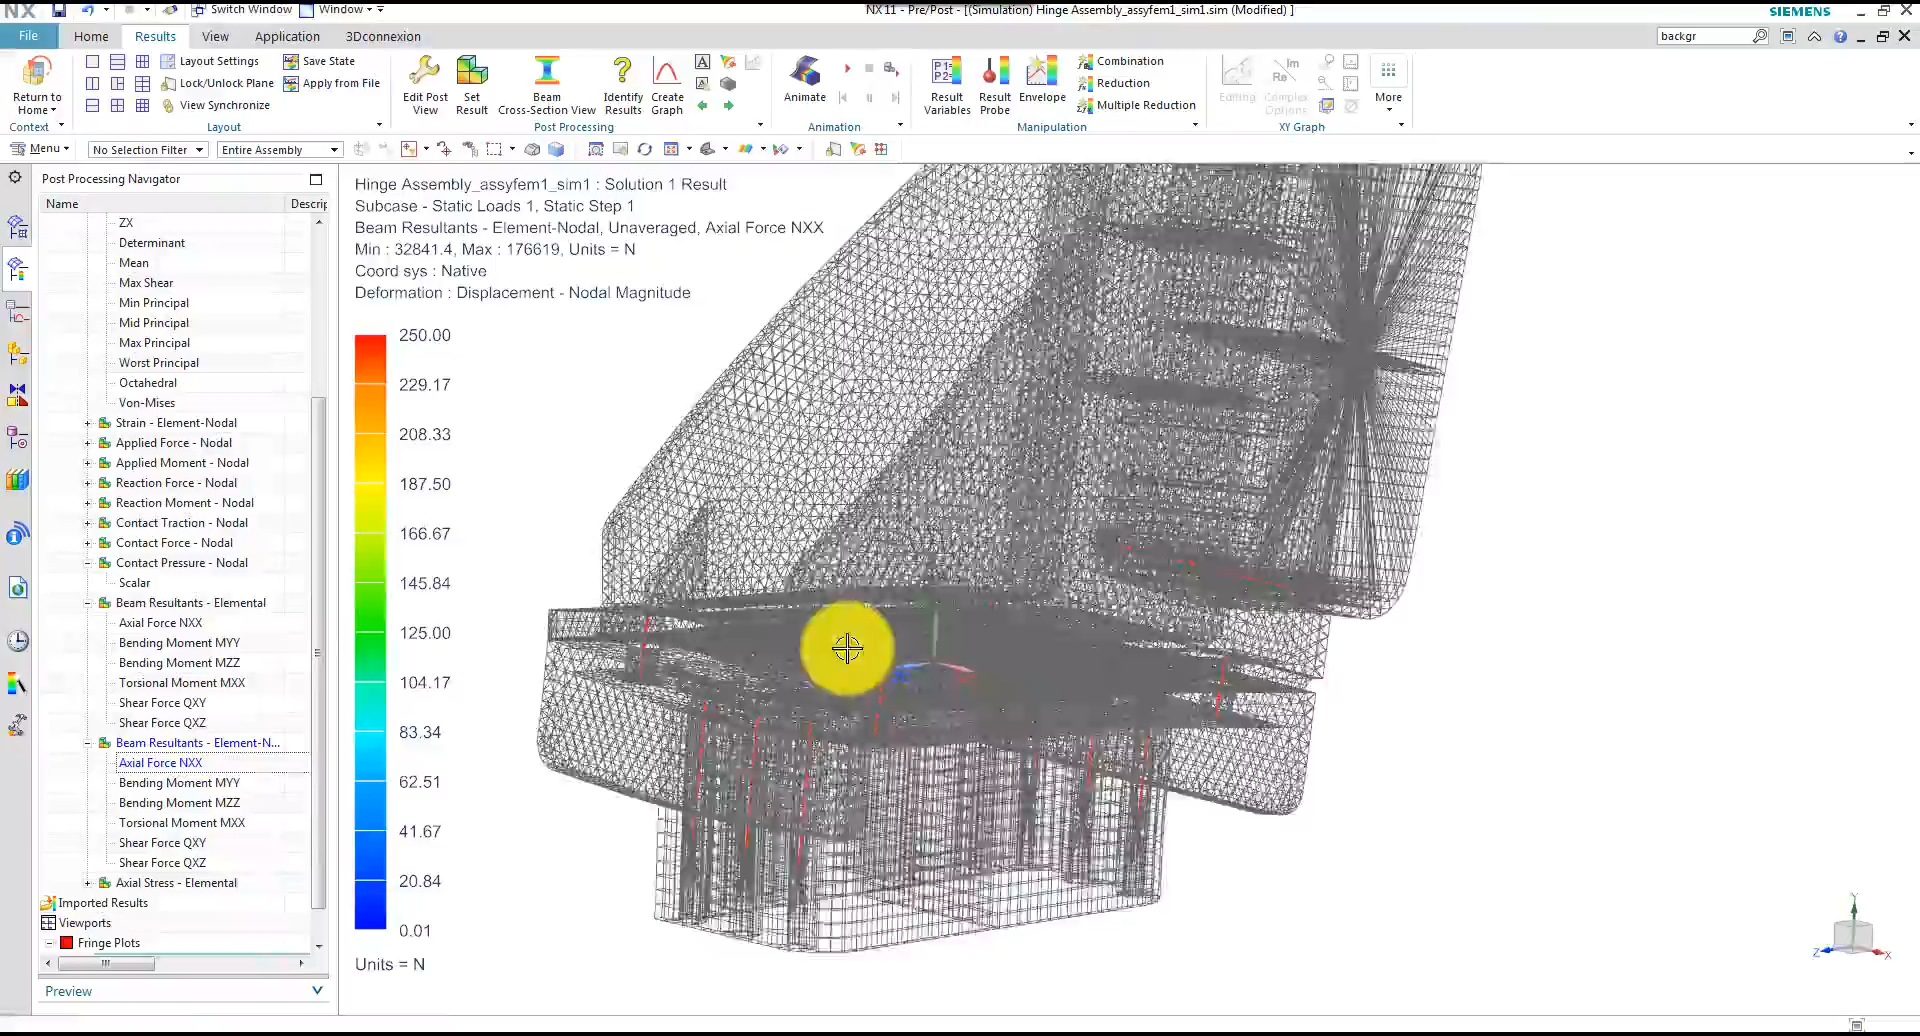 NX
Switch Window
Window
NX 11 - Pre/Post - [(Simulation) Hinge Assembly_assyfem1_sim1.sim (Modified) ]
SIEMENS
File
Home
Results
View
Application
3Dconnexion
backgr
Return to Home
Layout Settings
Save State
Lock/Unlock Plane
Apply from File
View Synchronize
Edit Post View
Set Result
Beam Cross-Section View
Identify Results
Create Graph
Animate
Result Variables
Result Probe
Envelope
Combination
Reduction
Multiple Reduction
Editing
Complex Options
More
Context
Layout
Post Processing
Animation
Manipulation
XY Graph
Menu
No Selection Filter
Entire Assembly
Post Processing Navigator
Name
Descrip
ZX
Determinant
Mean
Max Shear
Min Principal
Mid Principal
Max Principal
Worst Principal
Octahedral
Von-Mises
Strain - Element-Nodal
Applied Force - Nodal
Applied Moment - Nodal
Reaction Force - Nodal
Reaction Moment - Nodal
Contact Traction - Nodal
Contact Force - Nodal
Contact Pressure - Nodal
Scalar
Beam Resultants - Elemental
Axial Force NXX
Bending Moment MYY
Bending Moment MZZ
Torsional Moment MXX
Shear Force QXY
Shear Force QXZ
Beam Resultants - Element-N...
Axial Force NXX
Bending Moment MYY
Bending Moment MZZ
Torsional Moment MXX
Shear Force QXY
Shear Force QXZ
Axial Stress - Elemental
Imported Results
Viewports
Fringe Plots
Preview
Hinge Assembly_assyfem1_sim1 : Solution 1 Result
Subcase - Static Loads 1, Static Step 1
Beam Resultants - Element-Nodal, Unaveraged, Axial Force NXX
Min : 32841.4, Max : 176619, Units = N
Coord sys : Native
Deformation : Displacement - Nodal Magnitude
250.00
229.17
208.33
187.50
166.67
145.84
125.00
104.17
83.34
62.51
41.67
20.84
0.01
Units = N
Y
Z
X